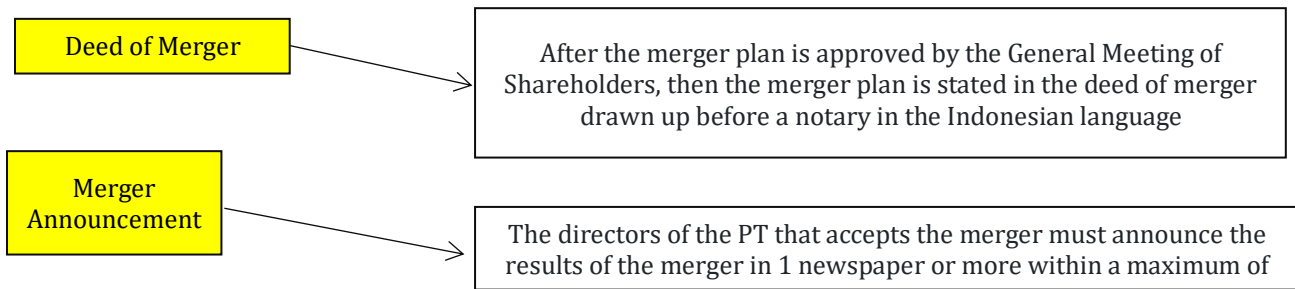 Deed of Merger
After the merger plan is approved by the General Meeting of
Shareholders, then the merger plan is stated in the deed of merger
drawn up before a notary in the Indonesian language
Merger
Announcement
The directors of the PT that accepts the merger must announce the
results of the merger in 1 newspaper or more within a maximum of